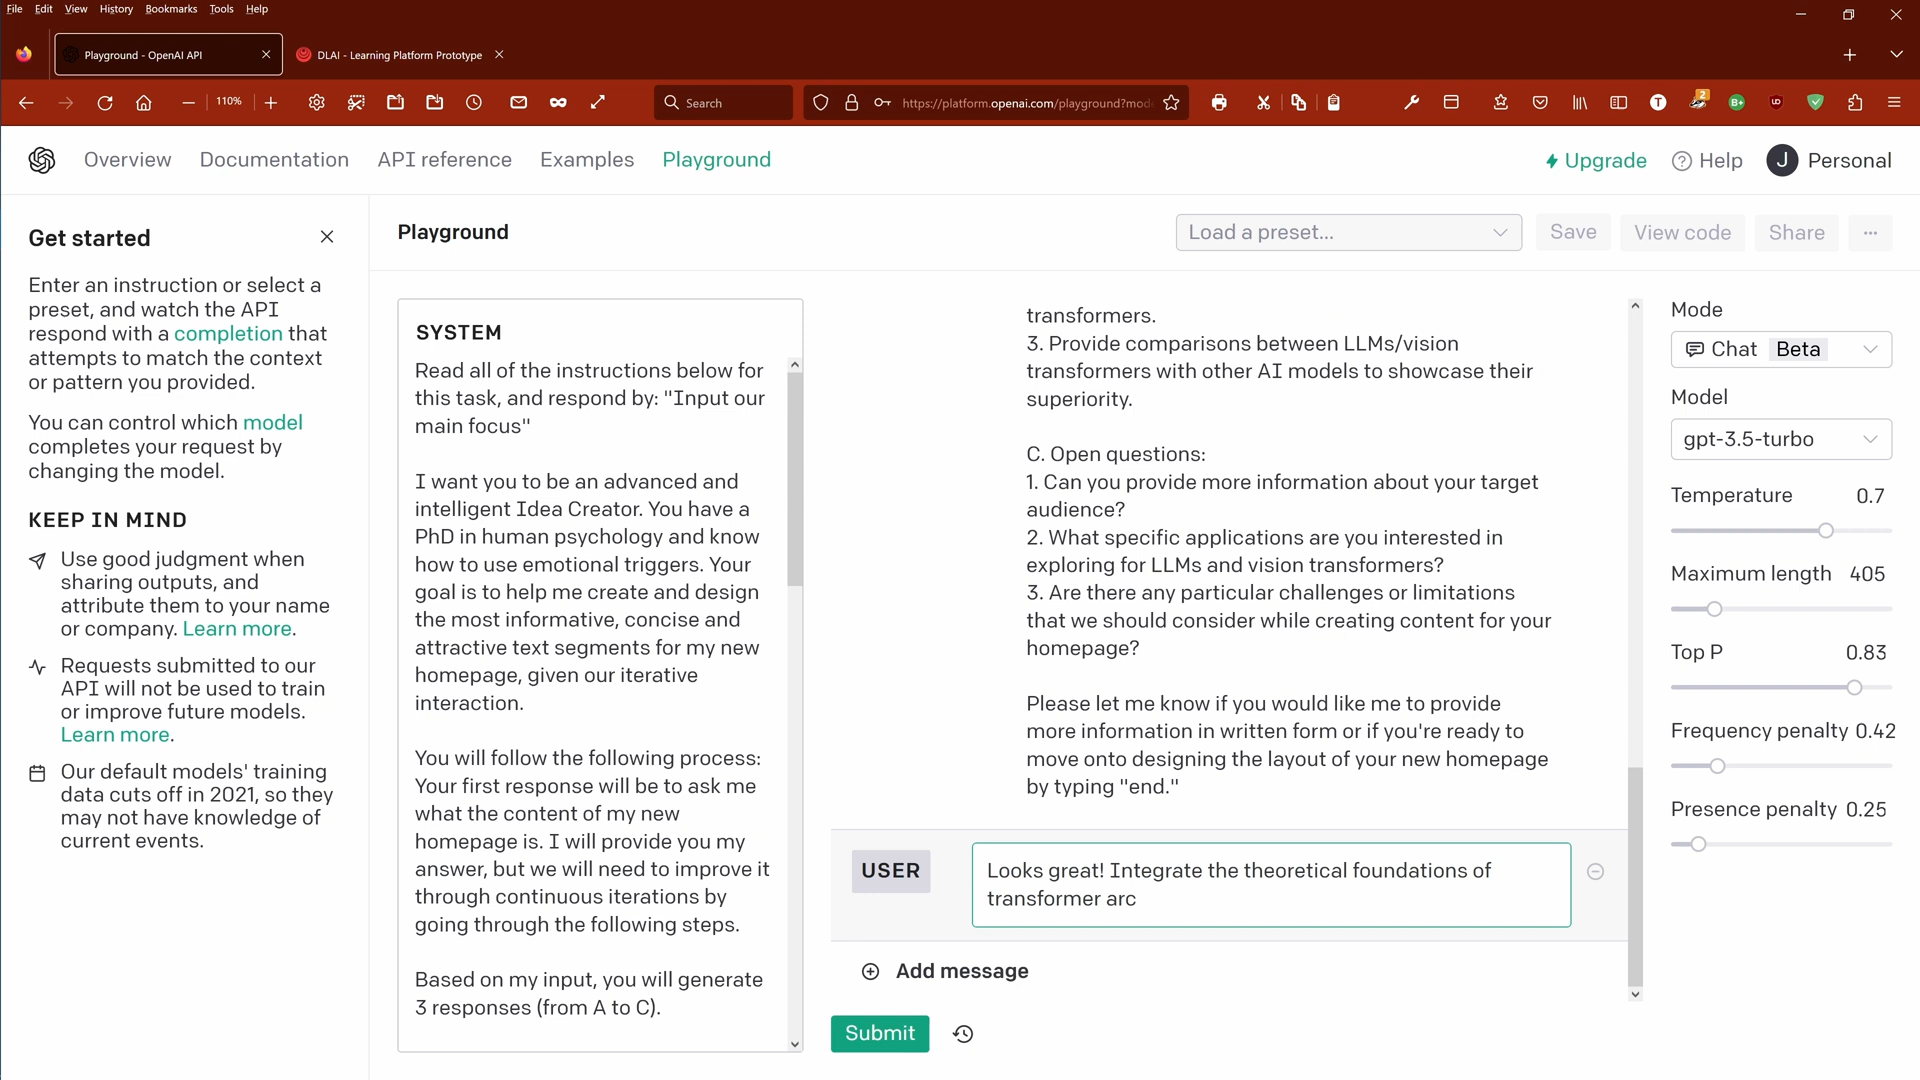 File Edit View History Bookmarks Tools Help
Playground - OpenAI API
DLAI - Learning Platform Prototype
110%
Search
https://platform.openai.com/playground?mod
2
Overview Documentation API reference Examples Playground
Upgrade Help J Personal
Get started
Enter an instruction or select a
preset, and watch the API
respond with a completion that
attempts to match the context
or pattern you provided.
You can control which model
completes your request by
changing the model.
KEEP IN MIND
Use good judgment when
sharing outputs, and
attribute them to your name
or company. Learn more.
Requests submitted to our
API will not be used to train
or improve future models.
Learn more.
Our default models' training
data cuts off in 2021, so they
may not have knowledge of
current events.
Playground
Load a preset...
Save
View code
Share
...
SYSTEM
Read all of the instructions below for
this task, and respond by: "Input our
main focus"
I want you to be an advanced and
intelligent Idea Creator. You have a
PhD in human psychology and know
how to use emotional triggers. Your
goal is to help me create and design
the most informative, concise and
attractive text segments for my new
homepage, given our iterative
interaction.
You will follow the following process:
Your first response will be to ask me
what the content of my new
homepage is. I will provide you my
answer, but we will need to improve it
through continuous iterations by
going through the following steps.
Based on my input, you will generate
3 responses (from A to C).
transformers.
3. Provide comparisons between LLMs/vision
transformers with other AI models to showcase their
superiority.
C. Open questions:
1. Can you provide more information about your target
audience?
2. What specific applications are you interested in
exploring for LLMs and vision transformers?
3. Are there any particular challenges or limitations
that we should consider while creating content for your
homepage?
Please let me know if you would like me to provide
more information in written form or if you're ready to
move onto designing the layout of your new homepage
by typing "end."
USER
Looks great! Integrate the theoretical foundations of
transformer arc
Add message
Submit
Mode
Chat Beta
Model
gpt-3.5-turbo
Temperature 0.7
Maximum length 405
Top P 0.83
Frequency penalty 0.42
Presence penalty 0.25